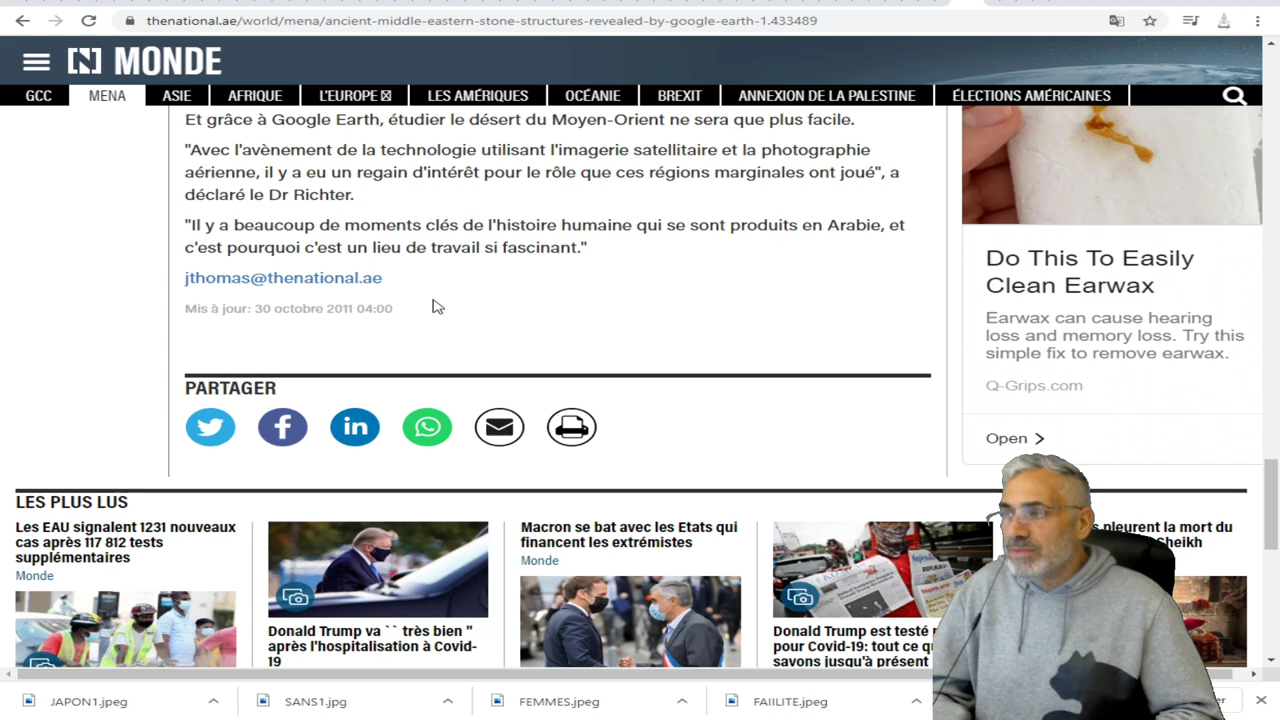 thenational.ae/world/mena/ancient-middle-eastern-stone-structures-revealed-by-google-earth-1.433489
MONDE
GCC MENA ASIE AFRIQUE L'EUROPE LES AMÉRIQUES OCÉANIE BREXIT ANNEXION DE LA PALESTINE ÉLECTIONS AMÉRICAINES
Et grâce à Google Earth, étudier le désert du Moyen-Orient ne sera que plus facile.
"Avec l'avènement de la technologie utilisant l'imagerie satellitaire et la photographie
aérienne, il y a eu un regain d'intérêt pour le rôle que ces régions marginales ont joué", a
déclaré le Dr Richter.
"Il y a beaucoup de moments clés de l'histoire humaine qui se sont produits en Arabie, et
c'est pourquoi c'est un lieu de travail si fascinant."
jthomas@thenational.ae
Mis à jour: 30 octobre 2011 04:00
PARTAGER
Do This To Easily
Clean Earwax
Earwax can cause hearing
loss and memory loss. Try this
simple fix to remove earwax.
Q-Grips.com
Open
LES PLUS LUS
Les EAU signalent 1231 nouveaux
cas après 117 812 tests
supplémentaires
Monde
Donald Trump va `` très bien "
après l'hospitalisation à Covid-
19
Macron se bat avec les Etats qui
financent les extrémistes
Monde
Donald Trump est testé
pour Covid-19: tout ce
savons jusqu'à présent
pleurent la mort du
Sheikh
JAPON1.jpeg
SANS1.jpg
FEMMES.jpeg
FAIILITE.jpeg